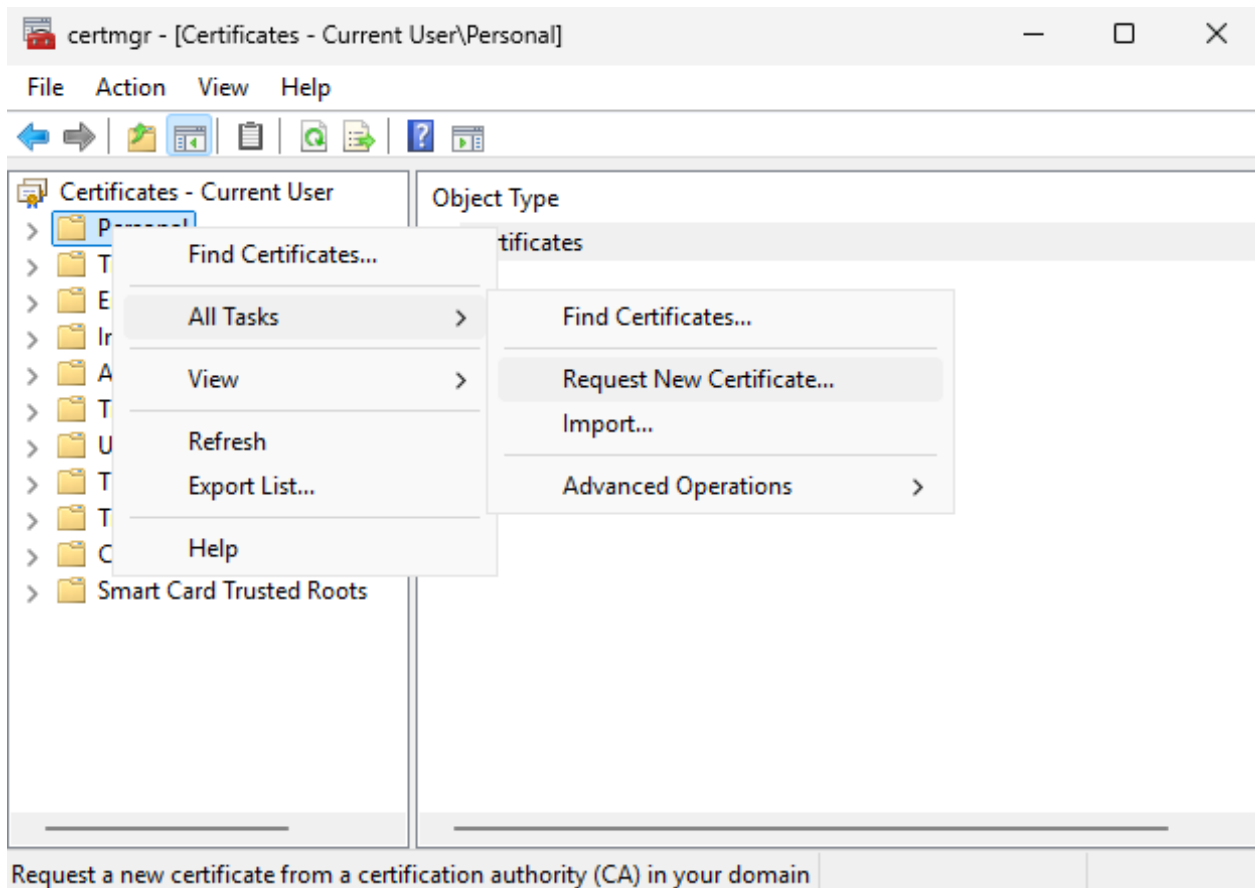 certmgr - [Certificates - Current User\Personal]
File Action View Help
Certificates - Current User
Object Type
Personal
tificates
T
E
In
A
T
U
T
T
C
Smart Card Trusted Roots
Find Certificates...
All Tasks
View
Refresh
Export List...
Help
Find Certificates...
Request New Certificate...
Import...
Advanced Operations
Request a new certificate from a certification authority (CA) in your domain